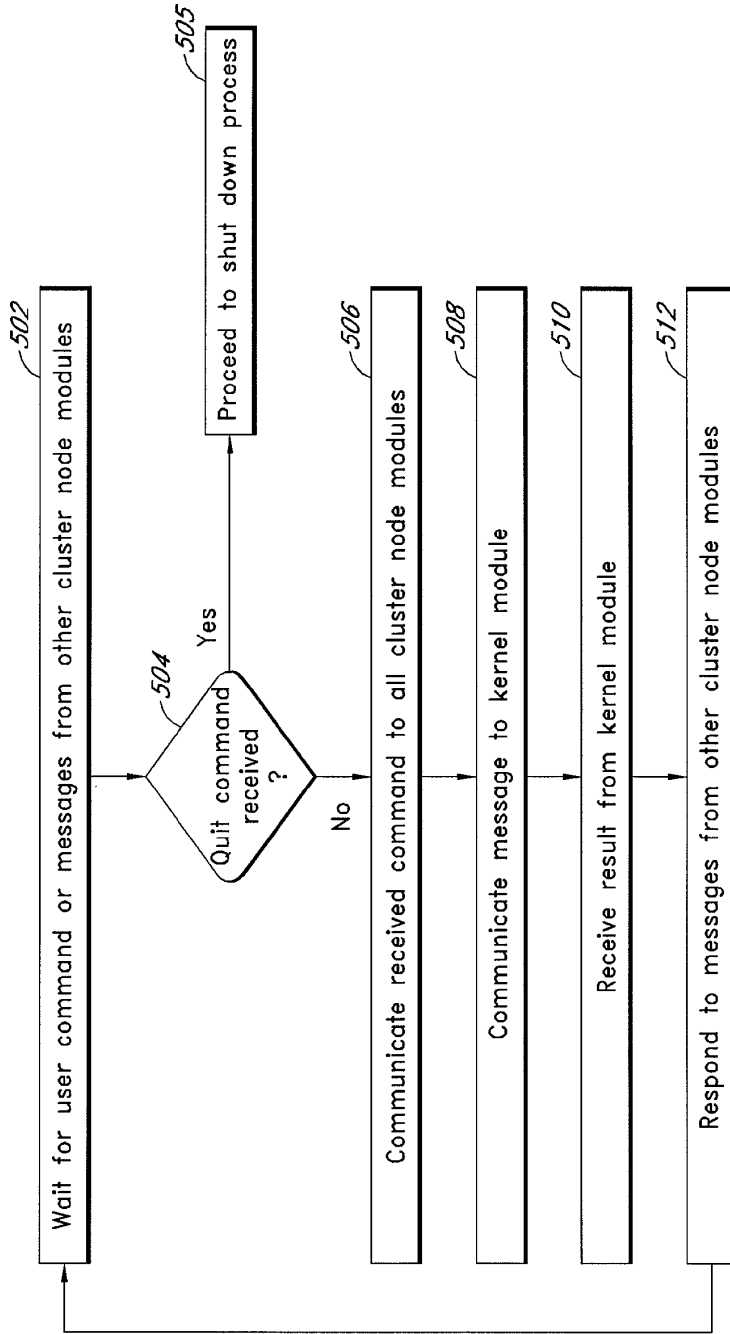 502
Wait for user command or messages from other cluster node modules
504
Quit command
received
?
Yes
505
Proceed to shut down process
No
506
Communicate received command to all cluster node modules
508
Communicate message to kernel module
510
Receive result from kernel module
512
Respond to messages from other cluster node modules